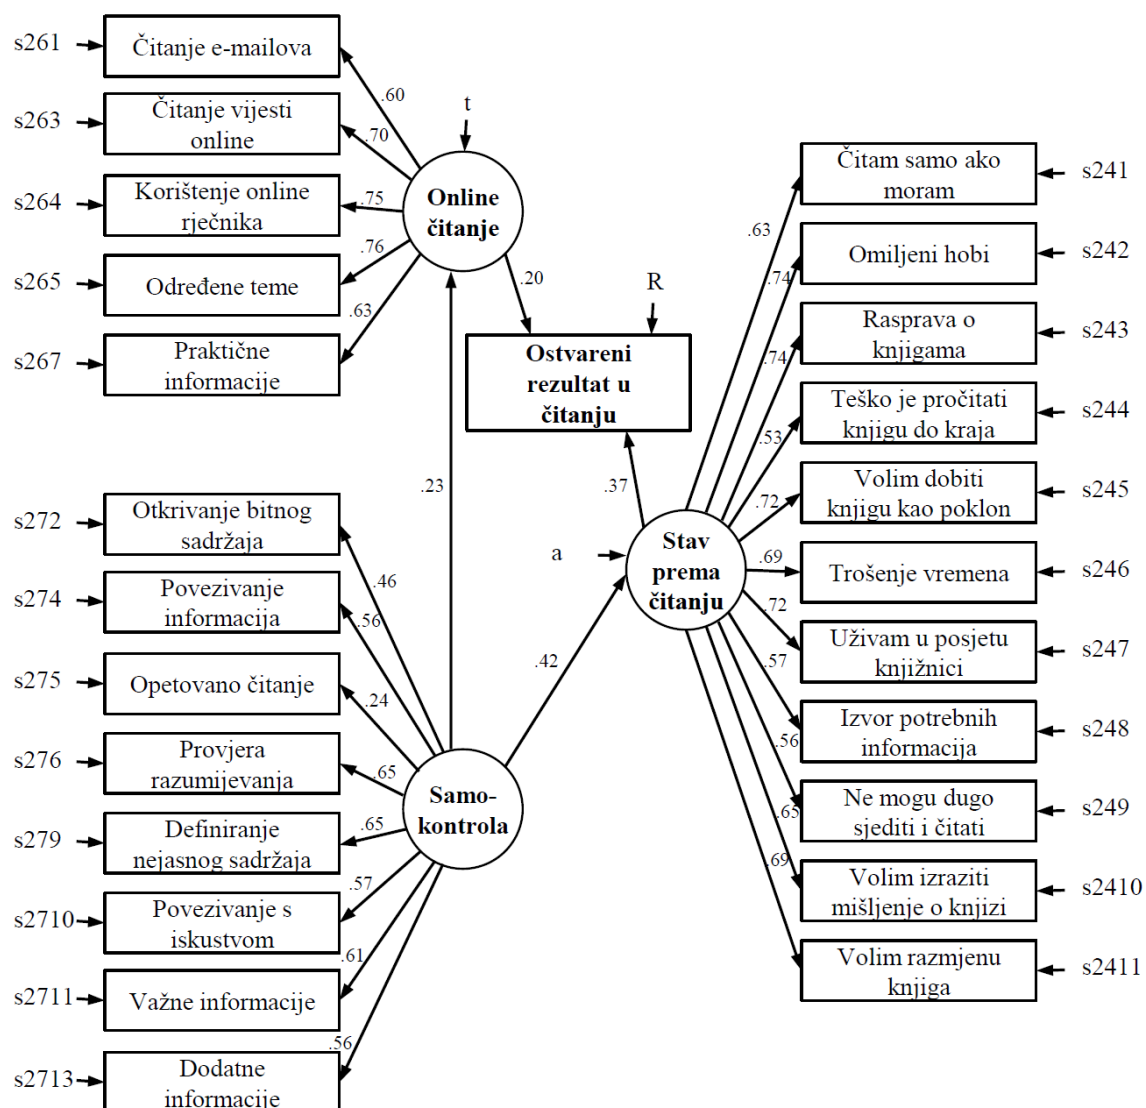 s261
Čitanje e-mailova
.60
s263
Čitanje vijesti
online
.70
t
s264
Korištenje online
rječnika
.75
Online
čitanje
s265
Određene teme
.76
s267
Praktične
informacije
.63
.20
R
Ostvareni
rezultat u
čitanju
.23
.37
s272
Otkrivanje bitnog
sadržaja
.46
s274
Povezivanje
informacija
.56
s275
Opetovano čitanje
.24
s276
Provjera
razumijevanja
.65
s279
Definiranje
nejasnog sadržaja
.65
Samo-
kontrola
s2710
Povezivanje s
iskustvom
.57
s2711
Važne informacije
.61
s2713
Dodatne
informacije
.56
.42
a
Stav
prema
čitanju
.63
Čitam samo ako
moram
s241
.74
Omiljeni hobi
s242
.74
Rasprava o
knjigama
s243
.53
Teško je pročitati
knjigu do kraja
s244
.72
Volim dobiti
knjigu kao poklon
s245
.69
Trošenje vremena
s246
.72
Uživam u posjetu
knjižnici
s247
.57
Izvor potrebnih
informacija
s248
.56
Ne mogu dugo
sjediti i čitati
s249
.65
Volim izraziti
mišljenje o knjizi
s2410
.69
Volim razmjenu
knjiga
s2411